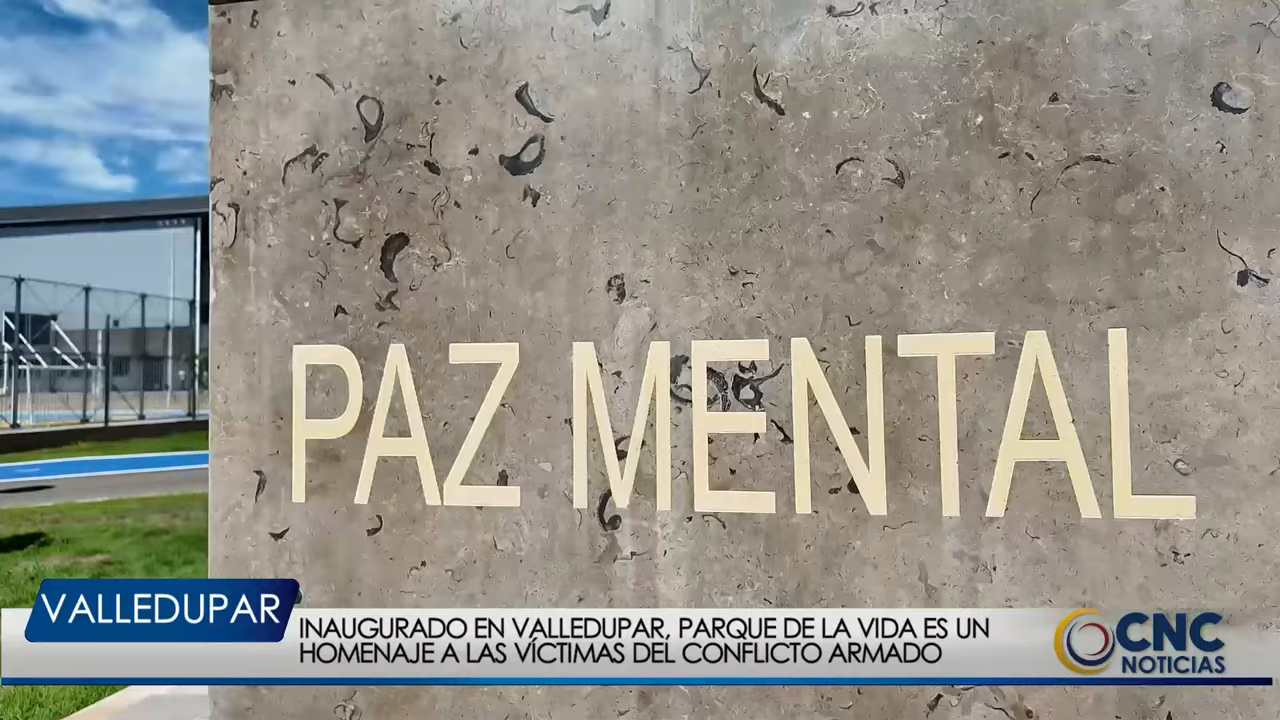 PAZ MENTAL
VALLEDUPAR
INAUGURADO EN VALLEDUPAR, PARQUE DE LA VIDA ES UN
HOMENAJE A LAS VÍCTIMAS DEL CONFLICTO ARMADO
CNC
NOTICIAS